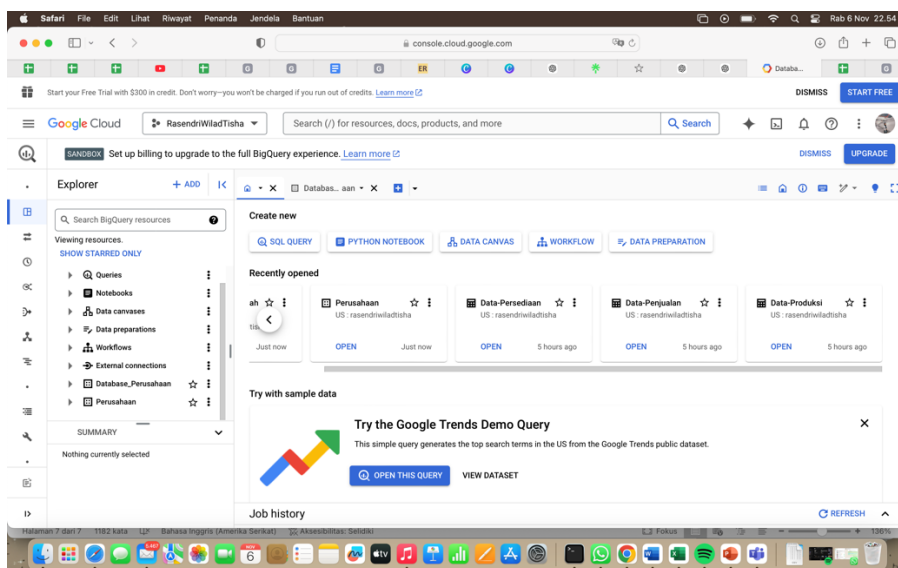 Safari File Edit Lihat Riwayat Penanda Jendela Bantuan Rab 6 Nov 22.54
console.cloud.google.com
ER Databa...
Start your Free Trial with $300 in credit. Don't worry—you won't be charged if you run out of credits. Learn more DISMISS START FREE
Google Cloud RasendriWiladTisha Search (/) for resources, docs, products, and more Search
SANDBOX Set up billing to upgrade to the full BigQuery experience. Learn more DISMISS UPGRADE
Explorer + ADD
Databas... aan
Search BigQuery resources
Viewing resources.
SHOW STARRED ONLY
Queries
Notebooks
Data canvases
Data preparations
Workflows
External connections
Database_Perusahaan
Perusahaan
SUMMARY
Nothing currently selected
Create new
SQL QUERY PYTHON NOTEBOOK DATA CANVAS WORKFLOW DATA PREPARATION
Recently opened
ah Perusahaan Data-Persediaan Data-Penjualan Data-Produksi
US : rasendriwiladtisha US : rasendriwiladtisha US : rasendriwiladtisha US : rasendriwiladtisha
Just now OPEN Just now OPEN 5 hours ago OPEN 5 hours ago OPEN 5 hours ago
Try with sample data
Try the Google Trends Demo Query
This simple query generates the top search terms in the US from the Google Trends public dataset.
OPEN THIS QUERY VIEW DATASET
Job history REFRESH
Halaman 7 dari 7 1182 kata Bahasa Inggris (Amerika Serikat) Aksesibilitas: Selidiki Fokus 136%
NOV
6
tv